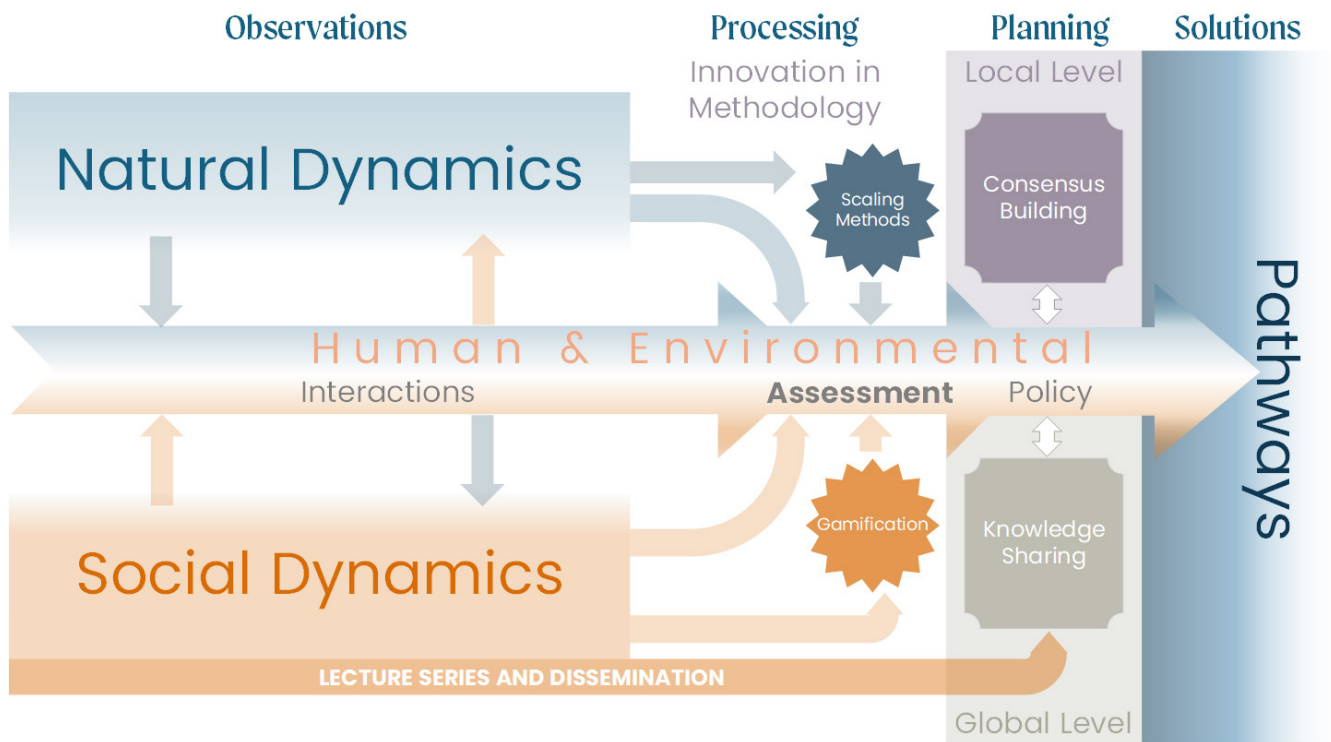 Observations
Processing
Planning
Solutions
Innovation in
Methodology
Local Level
Natural Dynamics
Scaling
Methods
Consensus
Building
Human & Environmental
Interactions
Assessment
Policy
Pathways
Gamification
Knowledge
Sharing
Social Dynamics
LECTURE SERIES AND DISSEMINATION
Global Level